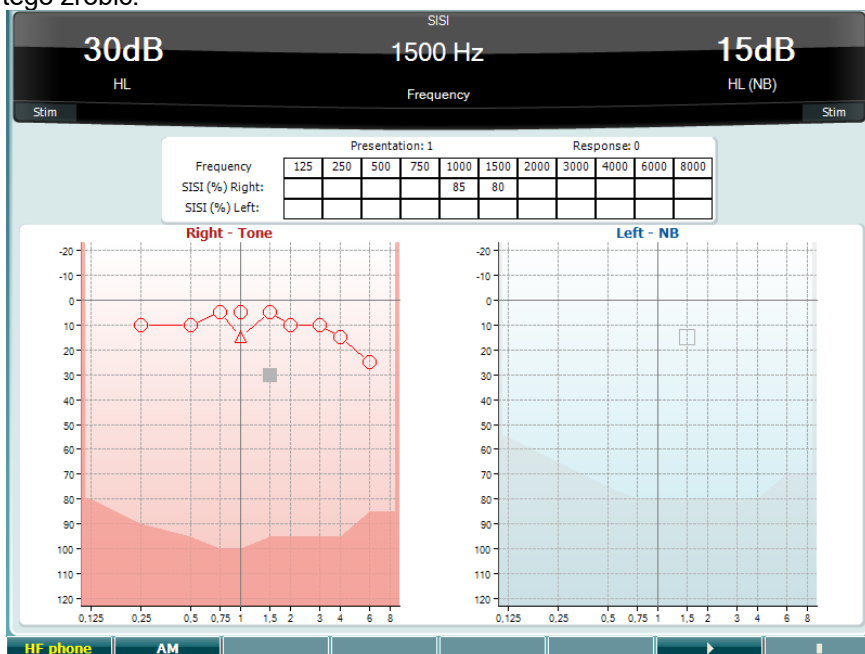 tego zrobić.
SISI
30dB 1500 Hz 15dB
HL Frequency HL (NB)
Stim Stim
Presentation: 1 Response: 0
Frequency 125 250 500 750 1000 1500 2000 3000 4000 6000 8000
SISI (%) Right: 85 80
SISI (%) Left:
Right - Tone Left - NB
-20 -20
-10 -10
0 0
10 10
20 20
30 30
40 40
50 50
60 60
70 70
80 80
90 90
100 100
110 110
120 120
0,125 0,25 0,5 0,75 1 1,5 2 3 4 6 8 0,125 0,25 0,5 0,75 1 1,5 2 3 4 6 8
HF phone AM